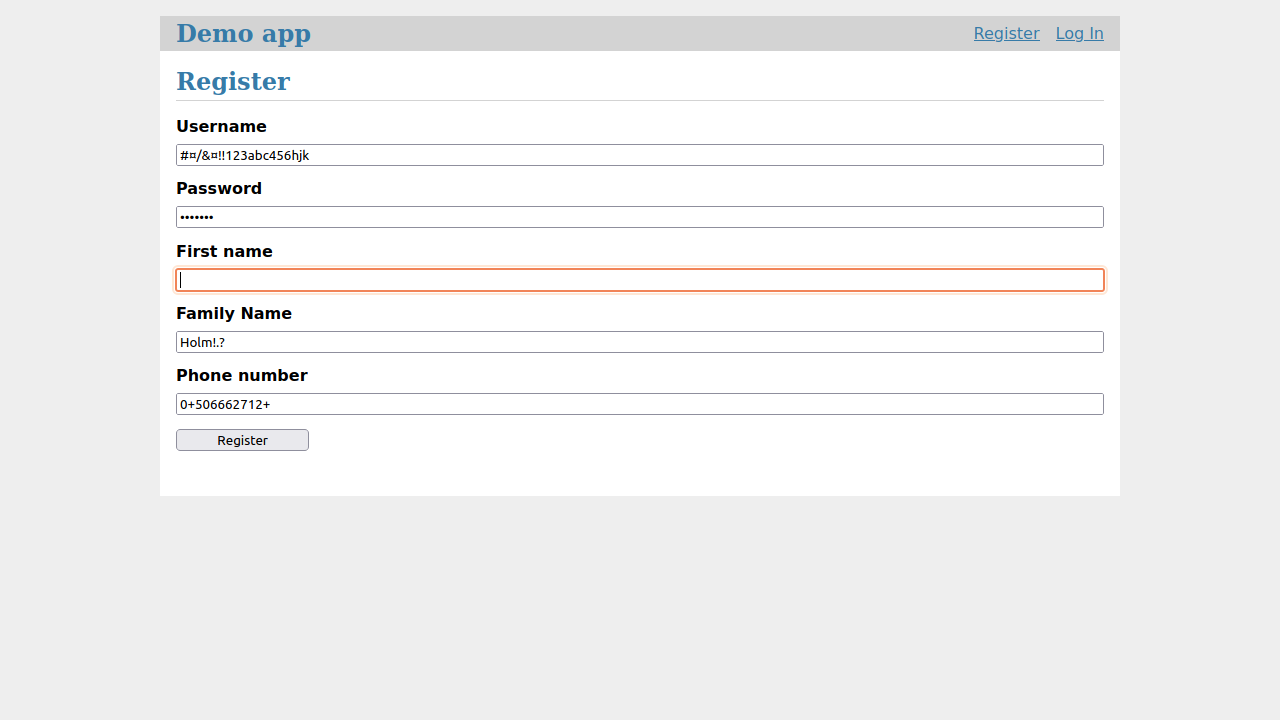 Demo app
Register Log In
Register
Username
#¤/&¤!!123abc456hjk
Password
•••••••
First name
Family Name
Holm!.?
Phone number
0+506662712+
Register